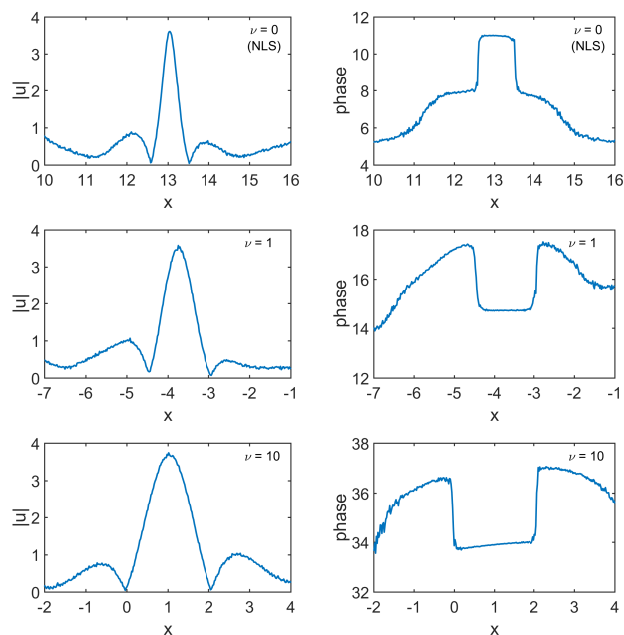 4
3
2
1
0
|u|
ν = 0
(NLS)
10 11 12 13 14 15 16
x
12
10
8
6
4
phase
ν = 0
(NLS)
10 11 12 13 14 15 16
x
4
3
2
1
0
|u|
ν = 1
-7 -6 -5 -4 -3 -2 -1
x
18
16
14
12
phase
ν = 1
-7 -6 -5 -4 -3 -2 -1
x
4
3
2
1
0
|u|
ν = 10
-2 -1 0 1 2 3 4
x
38
36
34
32
phase
ν = 10
-2 -1 0 1 2 3 4
x